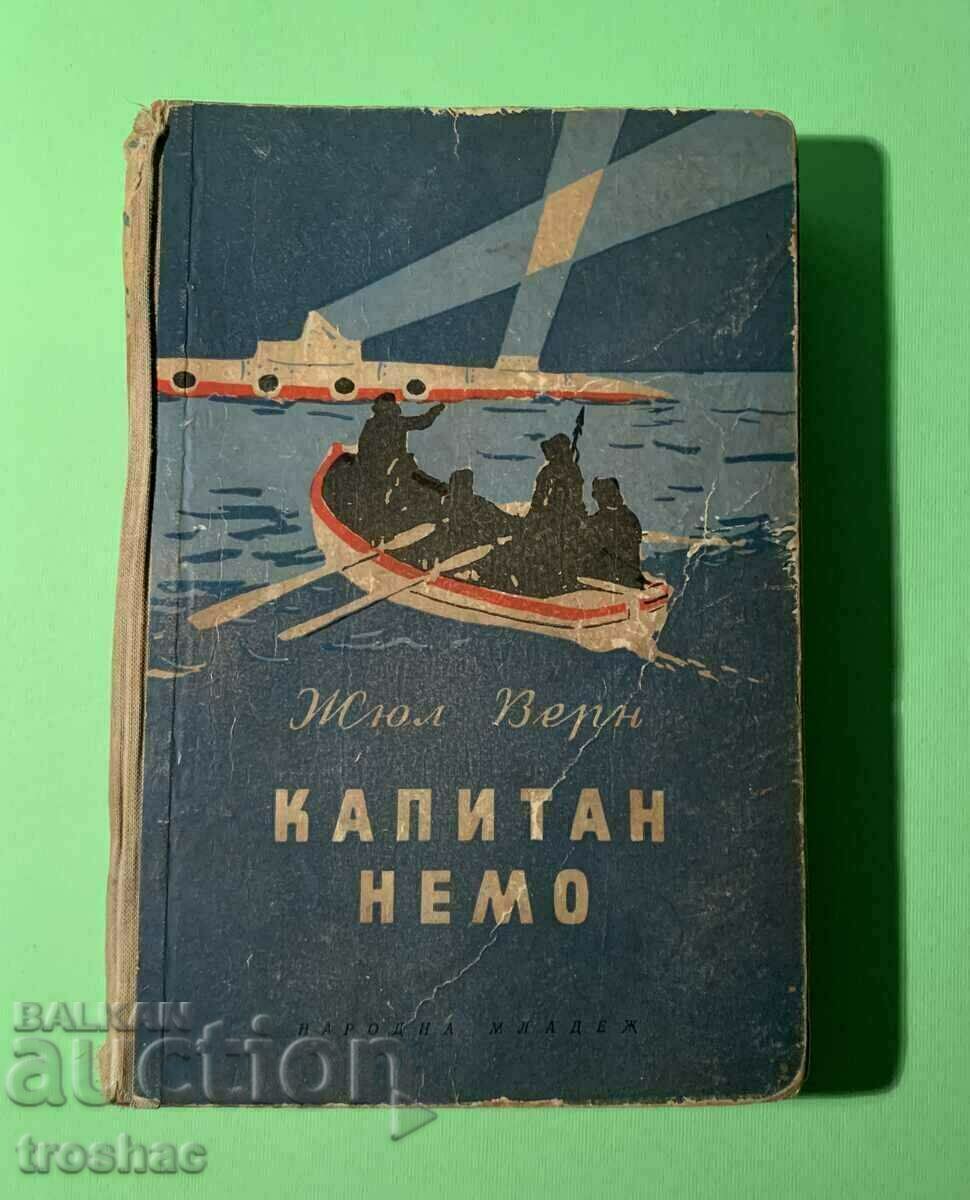 Жюл Верн
КАПИТАН
НЕМО
НАРОДНА МЛАДЕЖ
BALKAN
auction
troshac